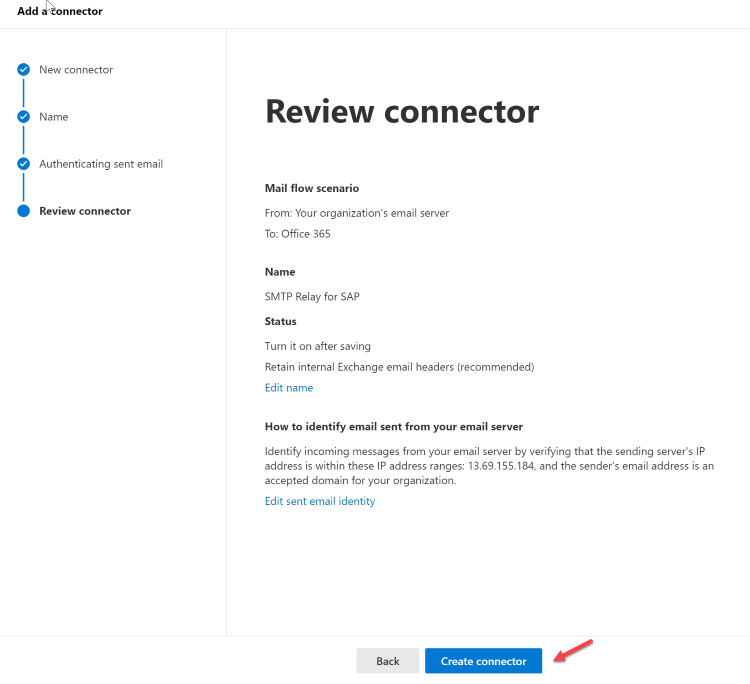 Add a connector
New connector
Name
Authenticating sent email
Review connector
Review connector
Mail flow scenario
From: Your organization's email server
To: Office 365
Name
SMTP Relay for SAP
Status
Turn it on after saving
Retain internal Exchange email headers (recommended)
Edit name
How to identify email sent from your email server
Identify incoming messages from your email server by verifying that the sending server's IP
address is within these IP address ranges: 13.69.155.184, and the sender's email address is an
accepted domain for your organization.
Edit sent email identity
Back
Create connector